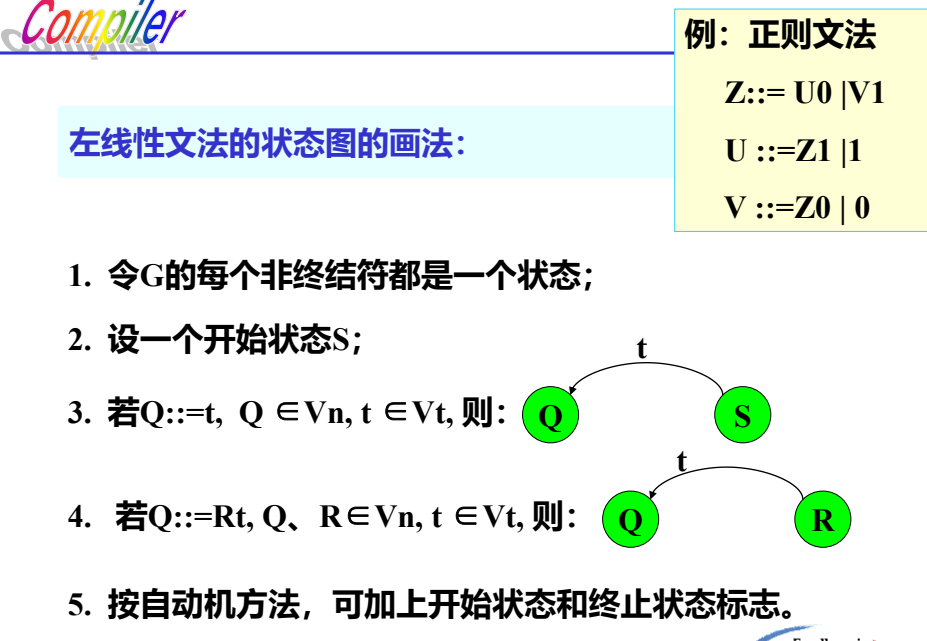 Compiler
例：正则文法
Z::= U0 |V1
U ::=Z1 |1
V ::=Z0 | 0
左线性文法的状态图的画法：
1. 令G的每个非终结符都是一个状态；
2. 设一个开始状态S；
t
3. 若Q::=t, Q ∈Vn, t ∈Vt, 则：
Q
S
t
4. 若Q::=Rt, Q、R∈Vn, t ∈Vt, 则：
Q
R
5. 按自动机方法，可加上开始状态和终止状态标志。